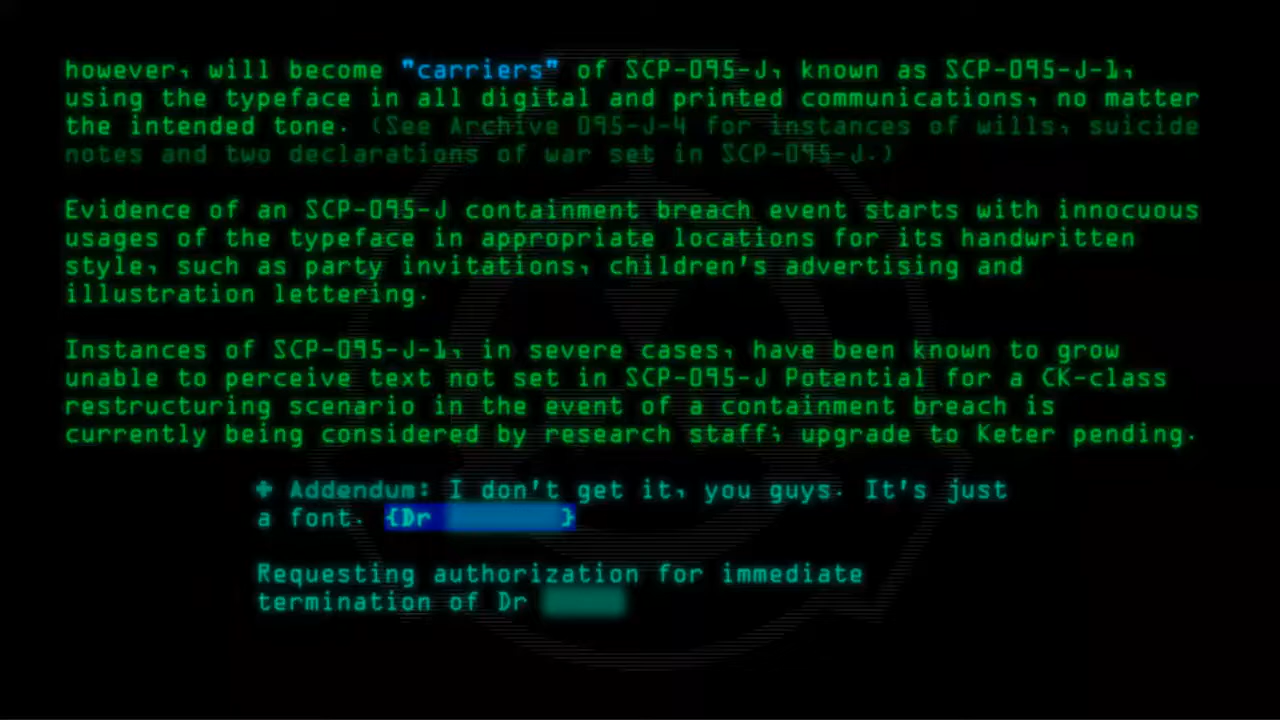 however, will become "carriers" of SCP-095-J, known as SCP-095-J-1,
using the typeface in all digital and printed communications, no matter
the intended tone. (See Archive 095-J-4 for instances of wills, suicide
notes and two declarations of war set in SCP-095-J.)
Evidence of an SCP-095-J containment breach event starts with innocuous
usages of the typeface in appropriate locations for its handwritten
style, such as party invitations, children's advertising and
illustration lettering.
Instances of SCP-095-J-1, in severe cases, have been known to grow
unable to perceive text not set in SCP-095-J Potential for a CK-class
restructuring scenario in the event of a containment breach is
currently being considered by research staff; upgrade to Keter pending.
+ Addendum: I don't get it, you guys. It's just
a font. {Dr }
Requesting authorization for immediate
termination of Dr